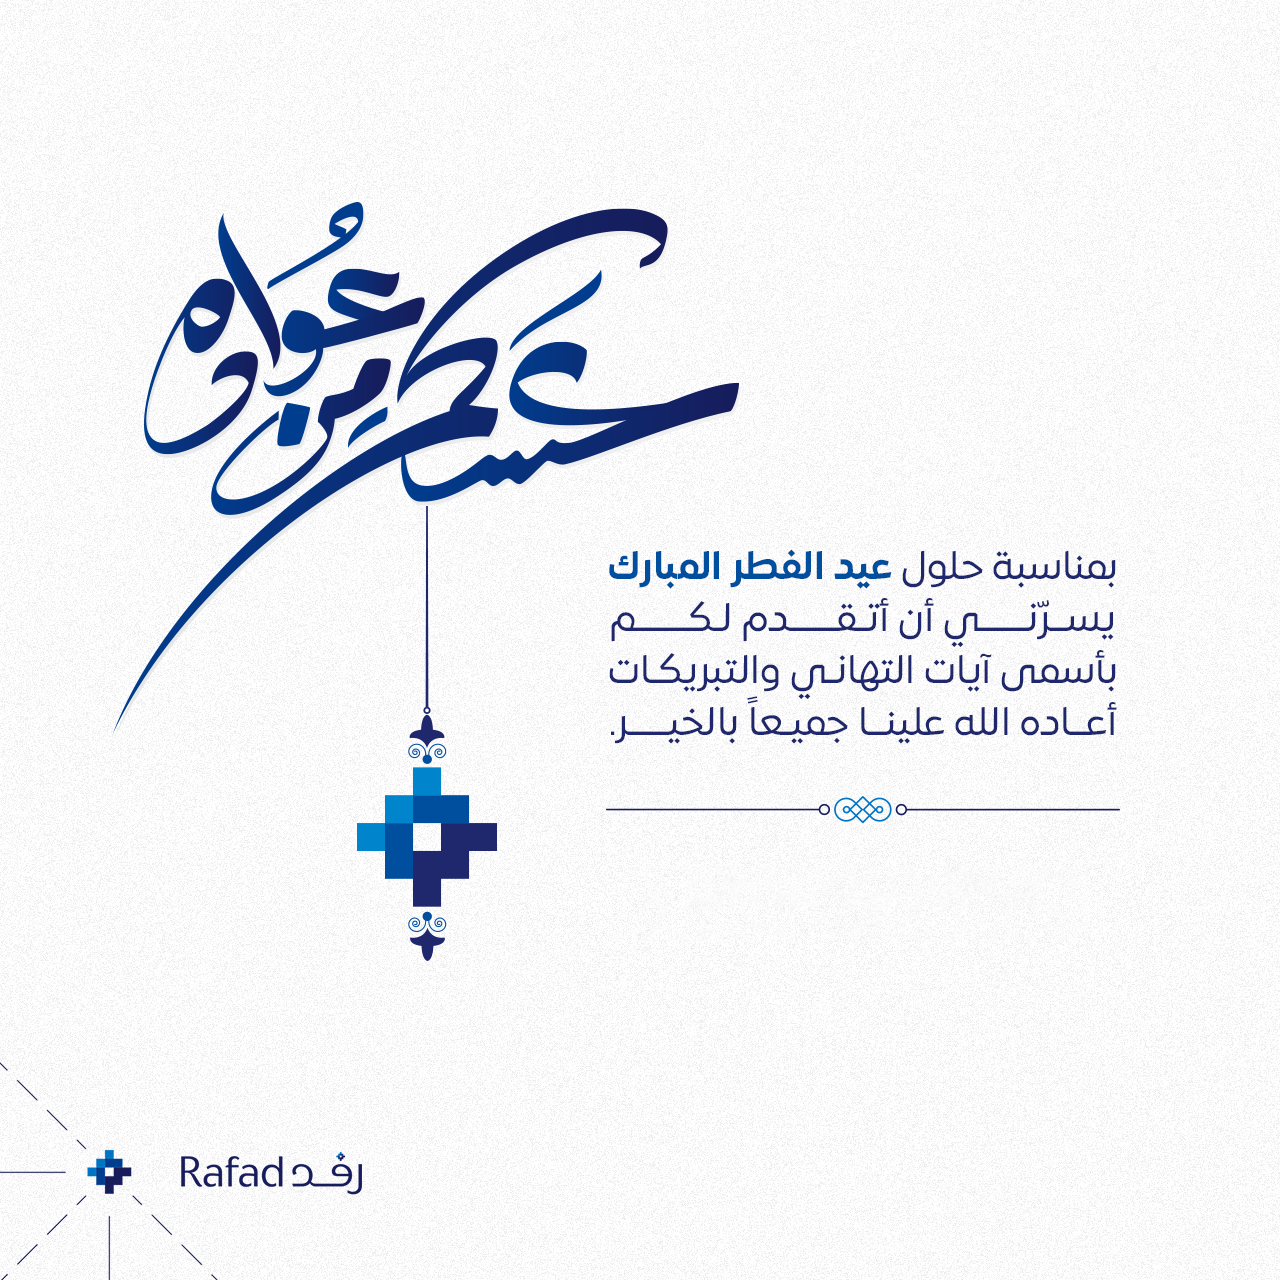 عساكم من عُواده
بمناسبة حلول عيد الفطر المبارك
يسرّني أن أتقدم لكم
بأسمى آيات التهاني والتبريكات
أعاده الله علينا جميعاً بالخير.
Rafad رفد